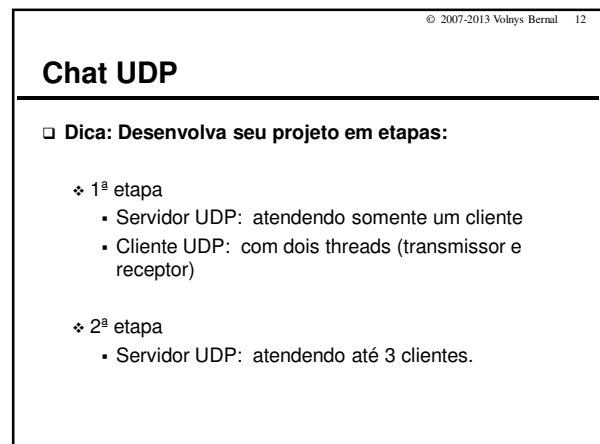 © 2007-2013 Volnys Bernal 12
Chat UDP
❑ Dica: Desenvolva seu projeto em etapas:
❖ 1ª etapa
▪ Servidor UDP: atendendo somente um cliente
▪ Cliente UDP: com dois threads (transmissor e
receptor)
❖ 2ª etapa
▪ Servidor UDP: atendendo até 3 clientes.